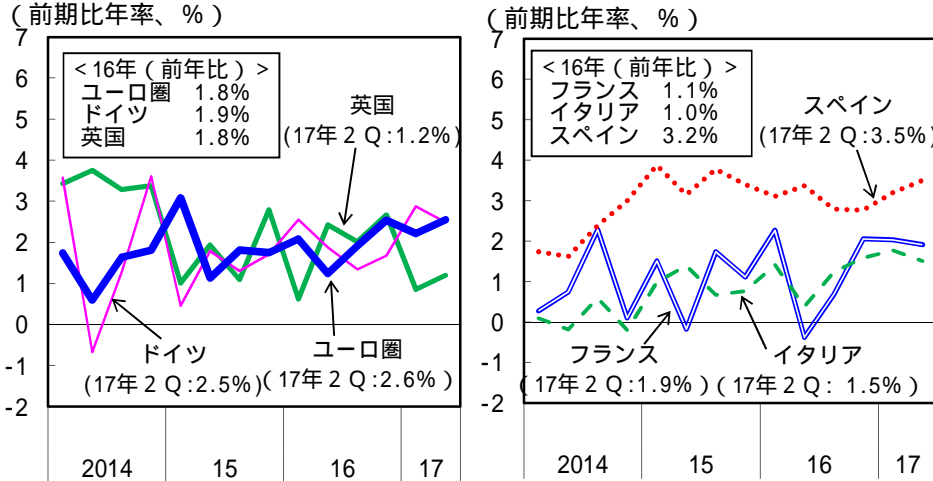 (前期比年率、%)
7
6
5
4
3
2
1
0
-1
-2
<16年(前年比)>
ユーロ圏 1.8%
ドイツ 1.9%
英国 1.8%
英国
(17年2Q:1.2%)
ドイツ
(17年2Q:2.5%)
ユーロ圏
(17年2Q:2.6%)
2014 15 16 17
(前期比年率、%)
7
6
5
4
3
2
1
0
-1
-2
<16年(前年比)>
フランス 1.1%
イタリア 1.0%
スペイン 3.2%
スペイン
(17年2Q:3.5%)
フランス
(17年2Q:1.9%)
イタリア
(17年2Q: 1.5%)
2014 15 16 17